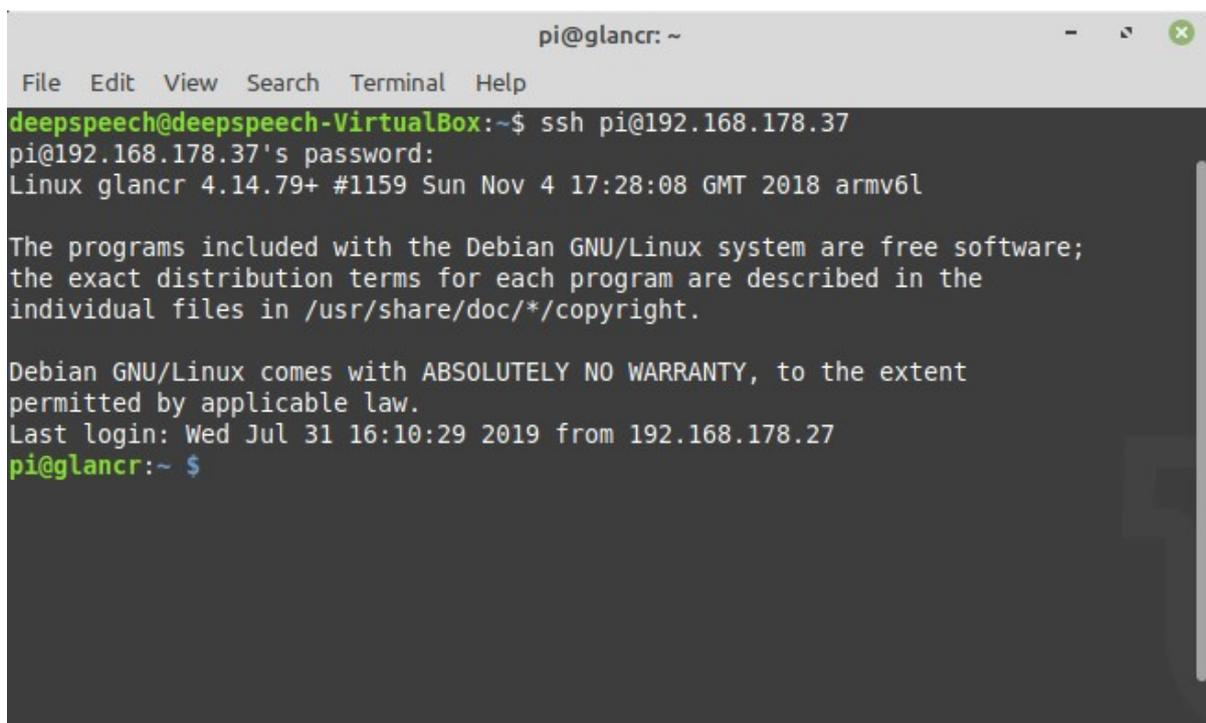 pi@glancr: ~
File Edit View Search Terminal Help
deepspeech@deepspeech-VirtualBox:~$ ssh pi@192.168.178.37
pi@192.168.178.37's password:
Linux glancr 4.14.79+ #1159 Sun Nov 4 17:28:08 GMT 2018 armv6l
The programs included with the Debian GNU/Linux system are free software;
the exact distribution terms for each program are described in the
individual files in /usr/share/doc/*/copyright.
Debian GNU/Linux comes with ABSOLUTELY NO WARRANTY, to the extent
permitted by applicable law.
Last login: Wed Jul 31 16:10:29 2019 from 192.168.178.27
pi@glancr:~ $